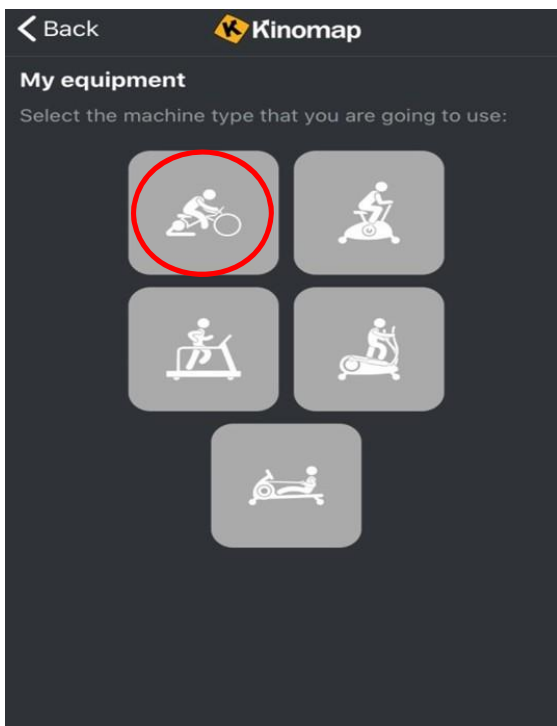 Back
Kinomap
My equipment
Select the machine type that you are going to use: